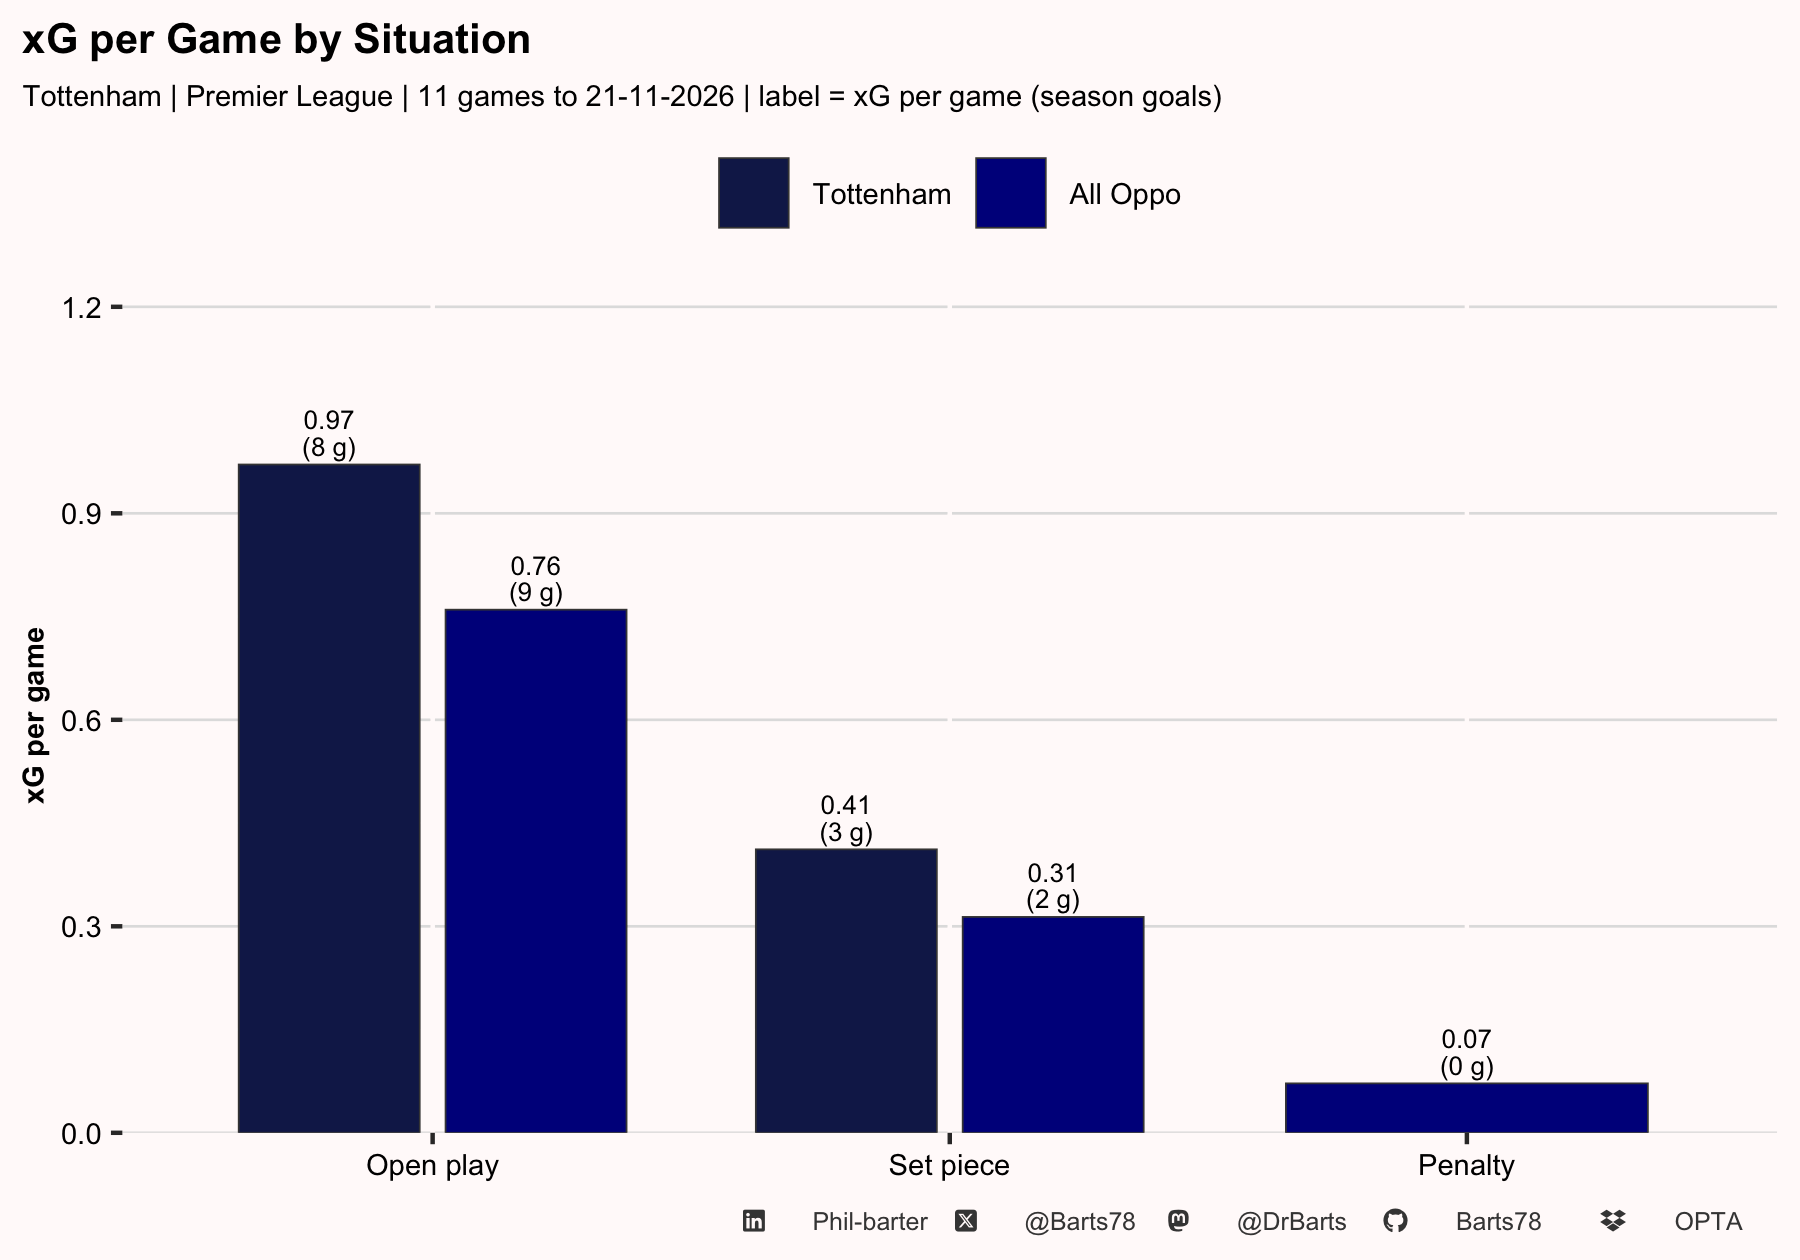 xG per Game by Situation
Tottenham | Premier League | 11 games to 21-11-2026 | label = xG per game (season goals)
Tottenham
All Oppo
xG per game
1.2
0.9
0.6
0.3
0.0
0.97
(8 g)
0.76
(9 g)
0.41
(3 g)
0.31
(2 g)
0.07
(0 g)
Open play
Set piece
Penalty
Phil-barter
@Barts78
@DrBarts
Barts78
OPTA